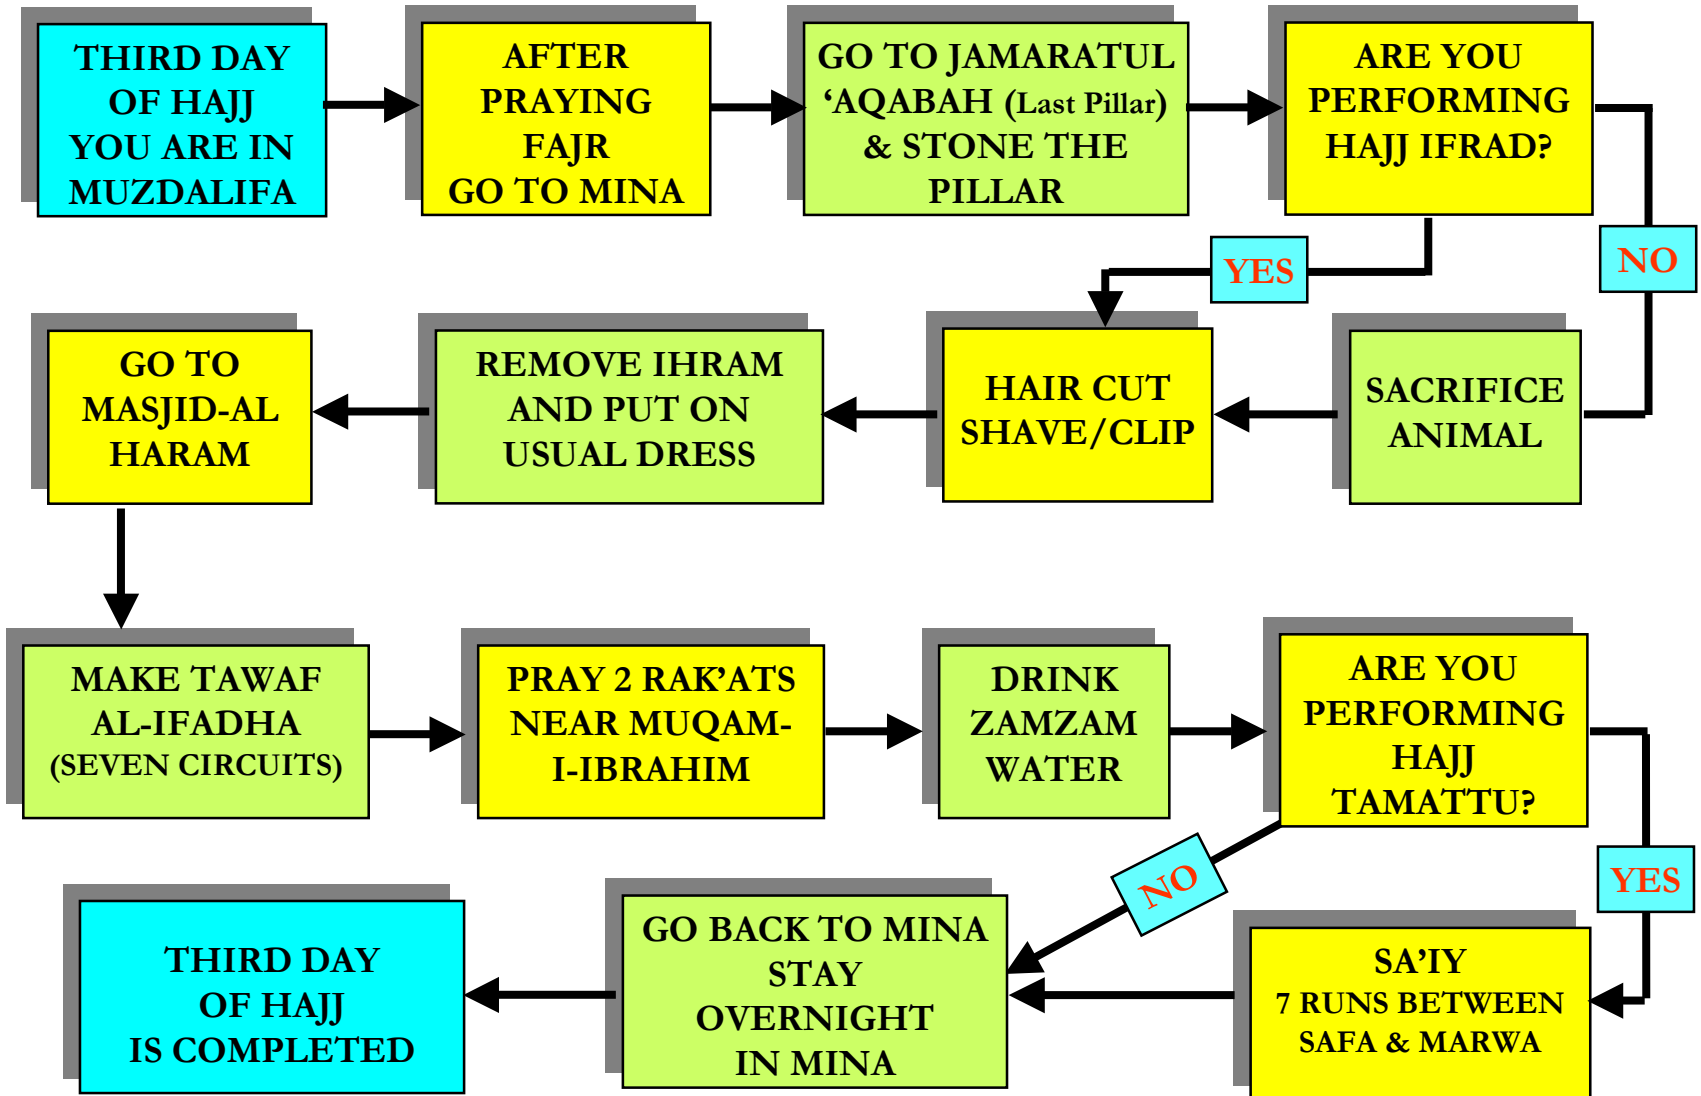 THIRD DAY
OF HAJJ
YOU ARE IN
MUZDALIFA
AFTER
PRAYING
FAJR
GO TO MINA
GO TO JAMARATUL
‘AQABAH (Last Pillar)
& STONE THE
PILLAR
ARE YOU
PERFORMING
HAJJ IFRAD?
YES
NO
SACRIFICE
ANIMAL
HAIR CUT
SHAVE/CLIP
REMOVE IHRAM
AND PUT ON
USUAL DRESS
GO TO
MASJID-AL
HARAM
MAKE TAWAF
AL-IFADHA
(SEVEN CIRCUITS)
PRAY 2 RAK’ATS
NEAR MUQAM-
I-IBRAHIM
DRINK
ZAMZAM
WATER
ARE YOU
PERFORMING
HAJJ
TAMATTU?
NO
YES
SA’IY
7 RUNS BETWEEN
SAFA & MARWA
GO BACK TO MINA
STAY
OVERNIGHT
IN MINA
THIRD DAY
OF HAJJ
IS COMPLETED